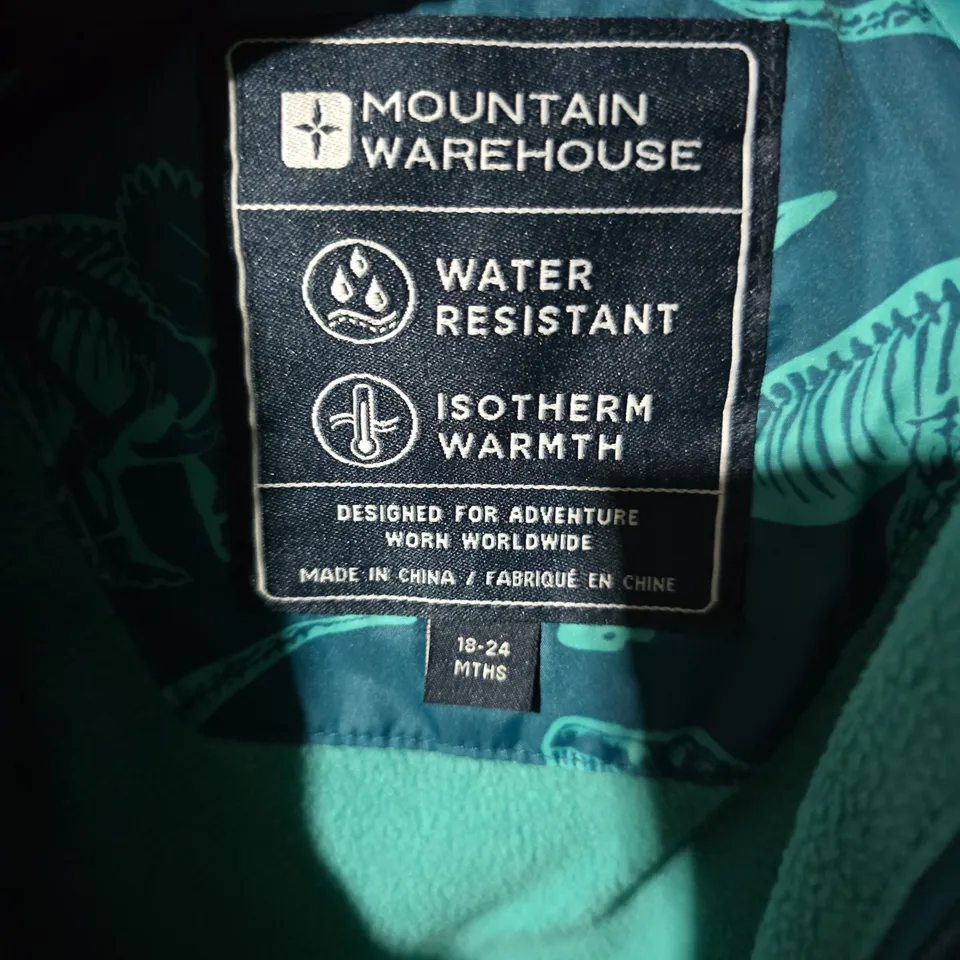 MOUNTAIN
WAREHOUSE
WATER
RESISTANT
ISOTHERM
WARMTH
DESIGNED FOR ADVENTURE
WORN WORLDWIDE
MADE IN CHINA / FABRIQUÉ EN CHINE
18-24
MTHS